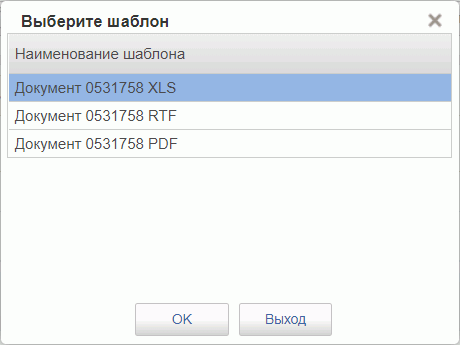 Выберите шаблон
Наименование шаблона
Документ 0531758 XLS
Документ 0531758 RTF
Документ 0531758 PDF
OK Выход